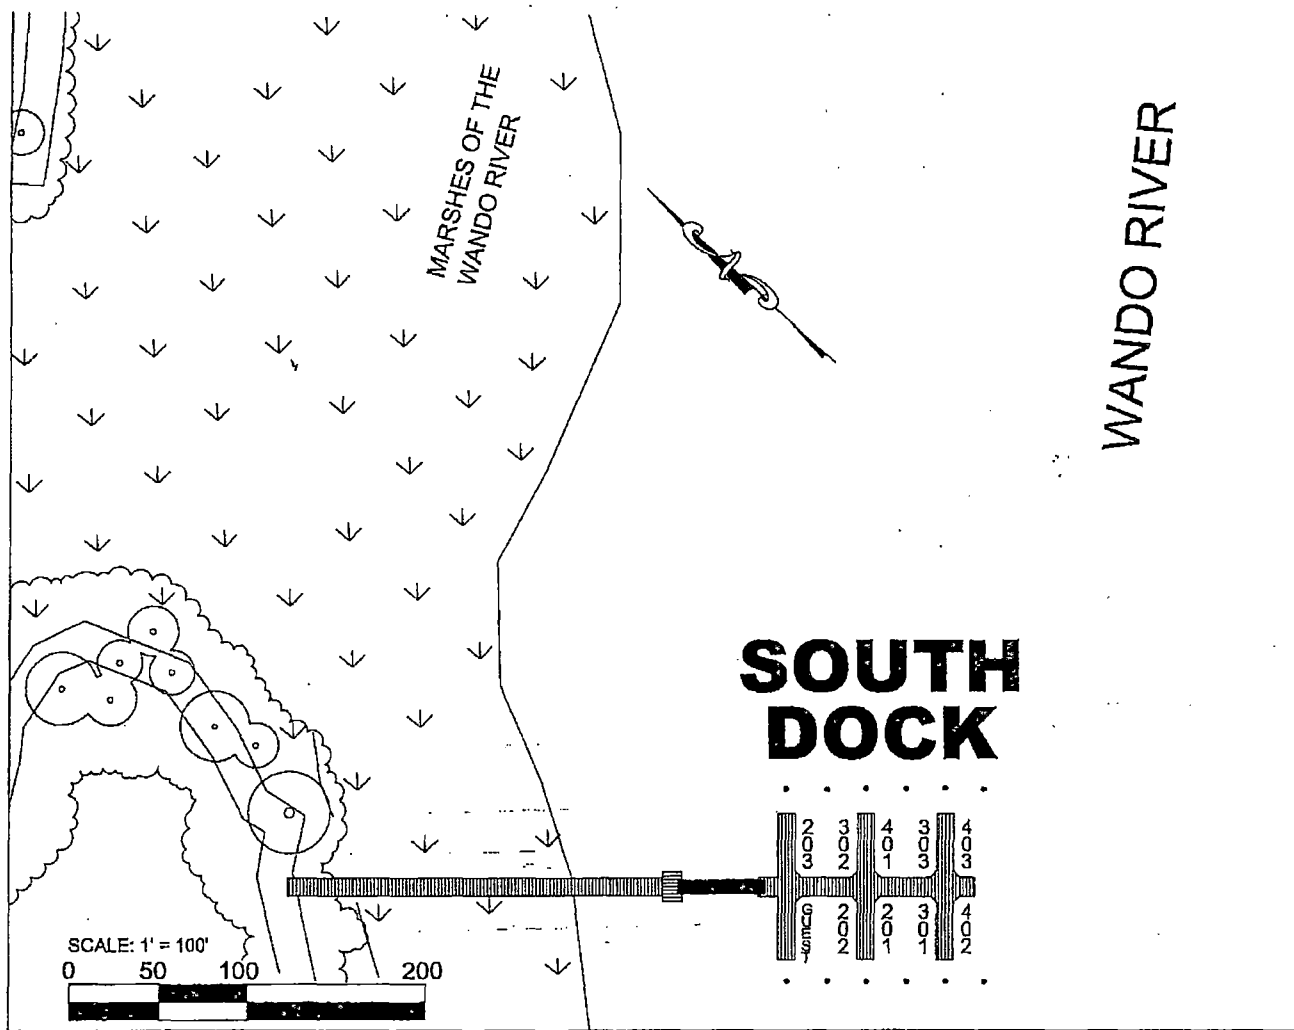 MARSHES OF THE
WANDO RIVER
WANDO RIVER
SOUTH
DOCK
203
302
401
303
403
GUEST
202
201
301
402
SCALE: 1' = 100'
0 50 100 200